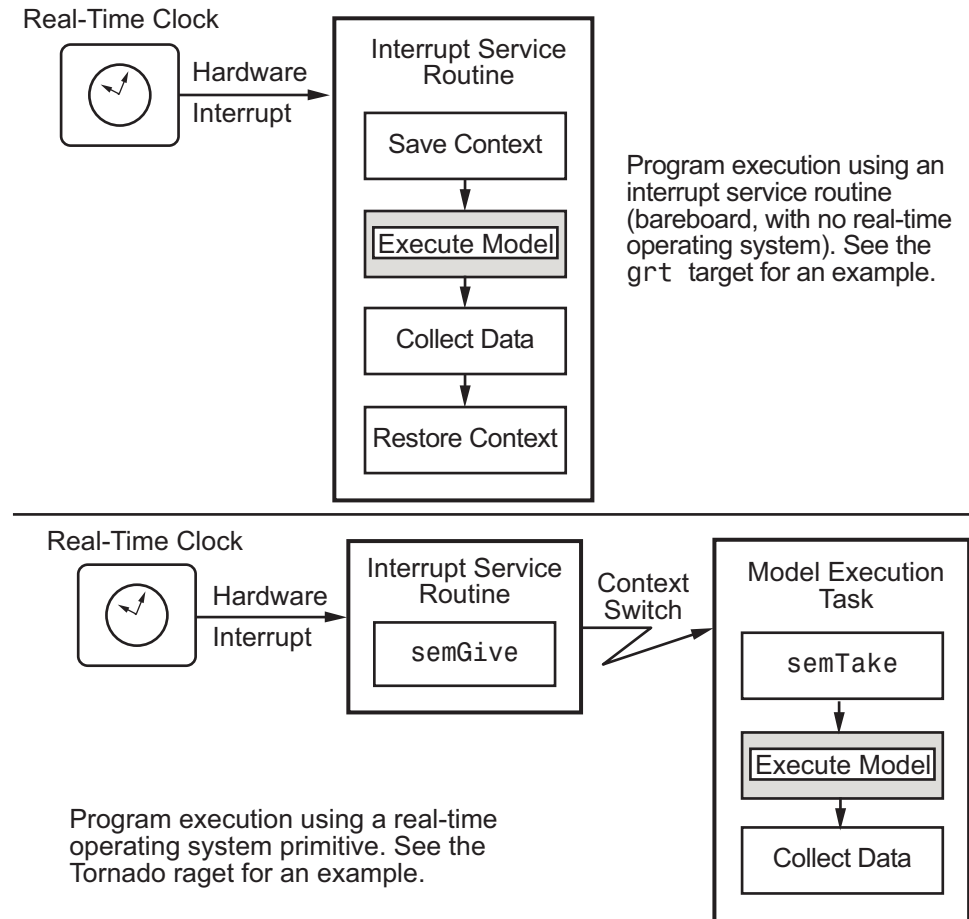 Real-Time Clock
Hardware
Interrupt
Interrupt Service
Routine
Save Context
Execute Model
Collect Data
Restore Context
Program execution using an
interrupt service routine
(bareboard, with no real-time
operating system). See the
grt target for an example.
Real-Time Clock
Hardware
Interrupt
Interrupt Service
Routine
semGive
Context
Switch
Model Execution
Task
semTake
Execute Model
Collect Data
Program execution using a real-time
operating system primitive. See the
Tornado raget for an example.